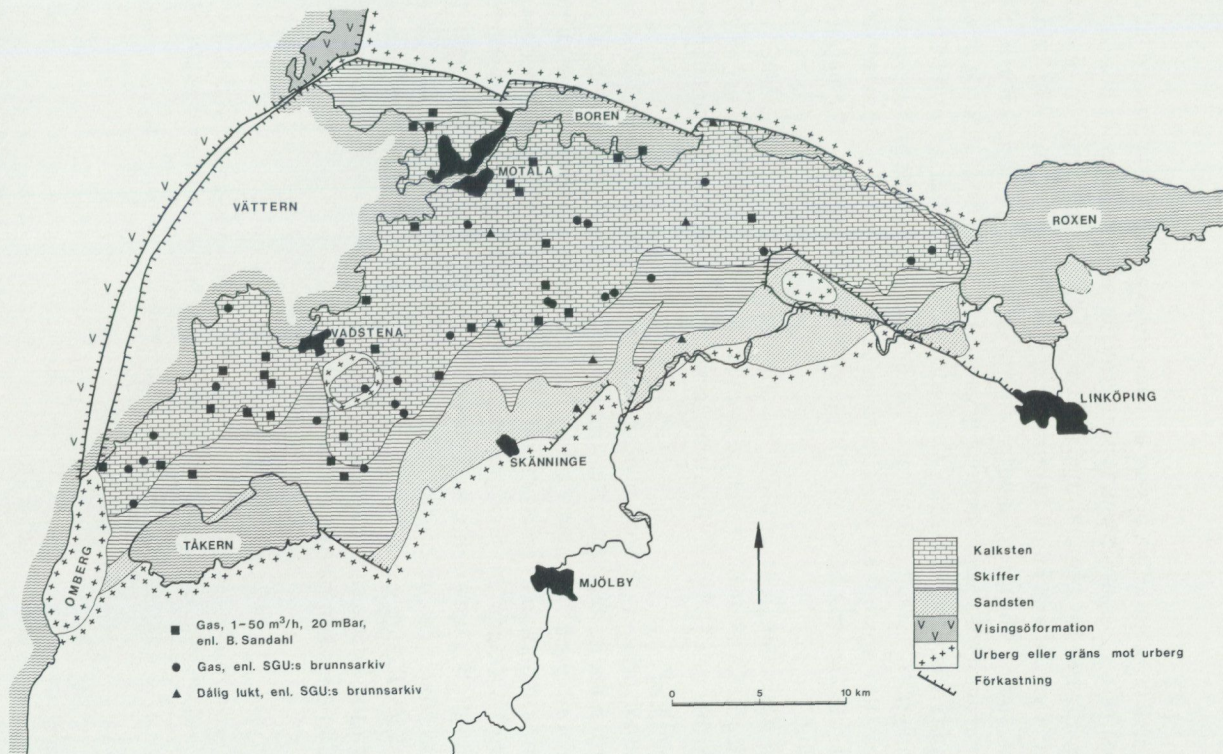 BOREN
MOTALA
VÄTTERN
ROXEN
VADSTENA
LINKÖPING
SKÄNNINGE
TÅKERN
OMBERG
MJÖLBY
Gas, 1–50 m³/h, 20 mBar,
enl. B. Sandahl
Gas, enl. SGU:s brunnsarkiv
Dålig lukt, enl. SGU:s brunnsarkiv
Kalksten
Skiffer
Sandsten
V V Visingsöformation
V
Urberg eller gräns mot urberg
Förkastning
0 5 10 km